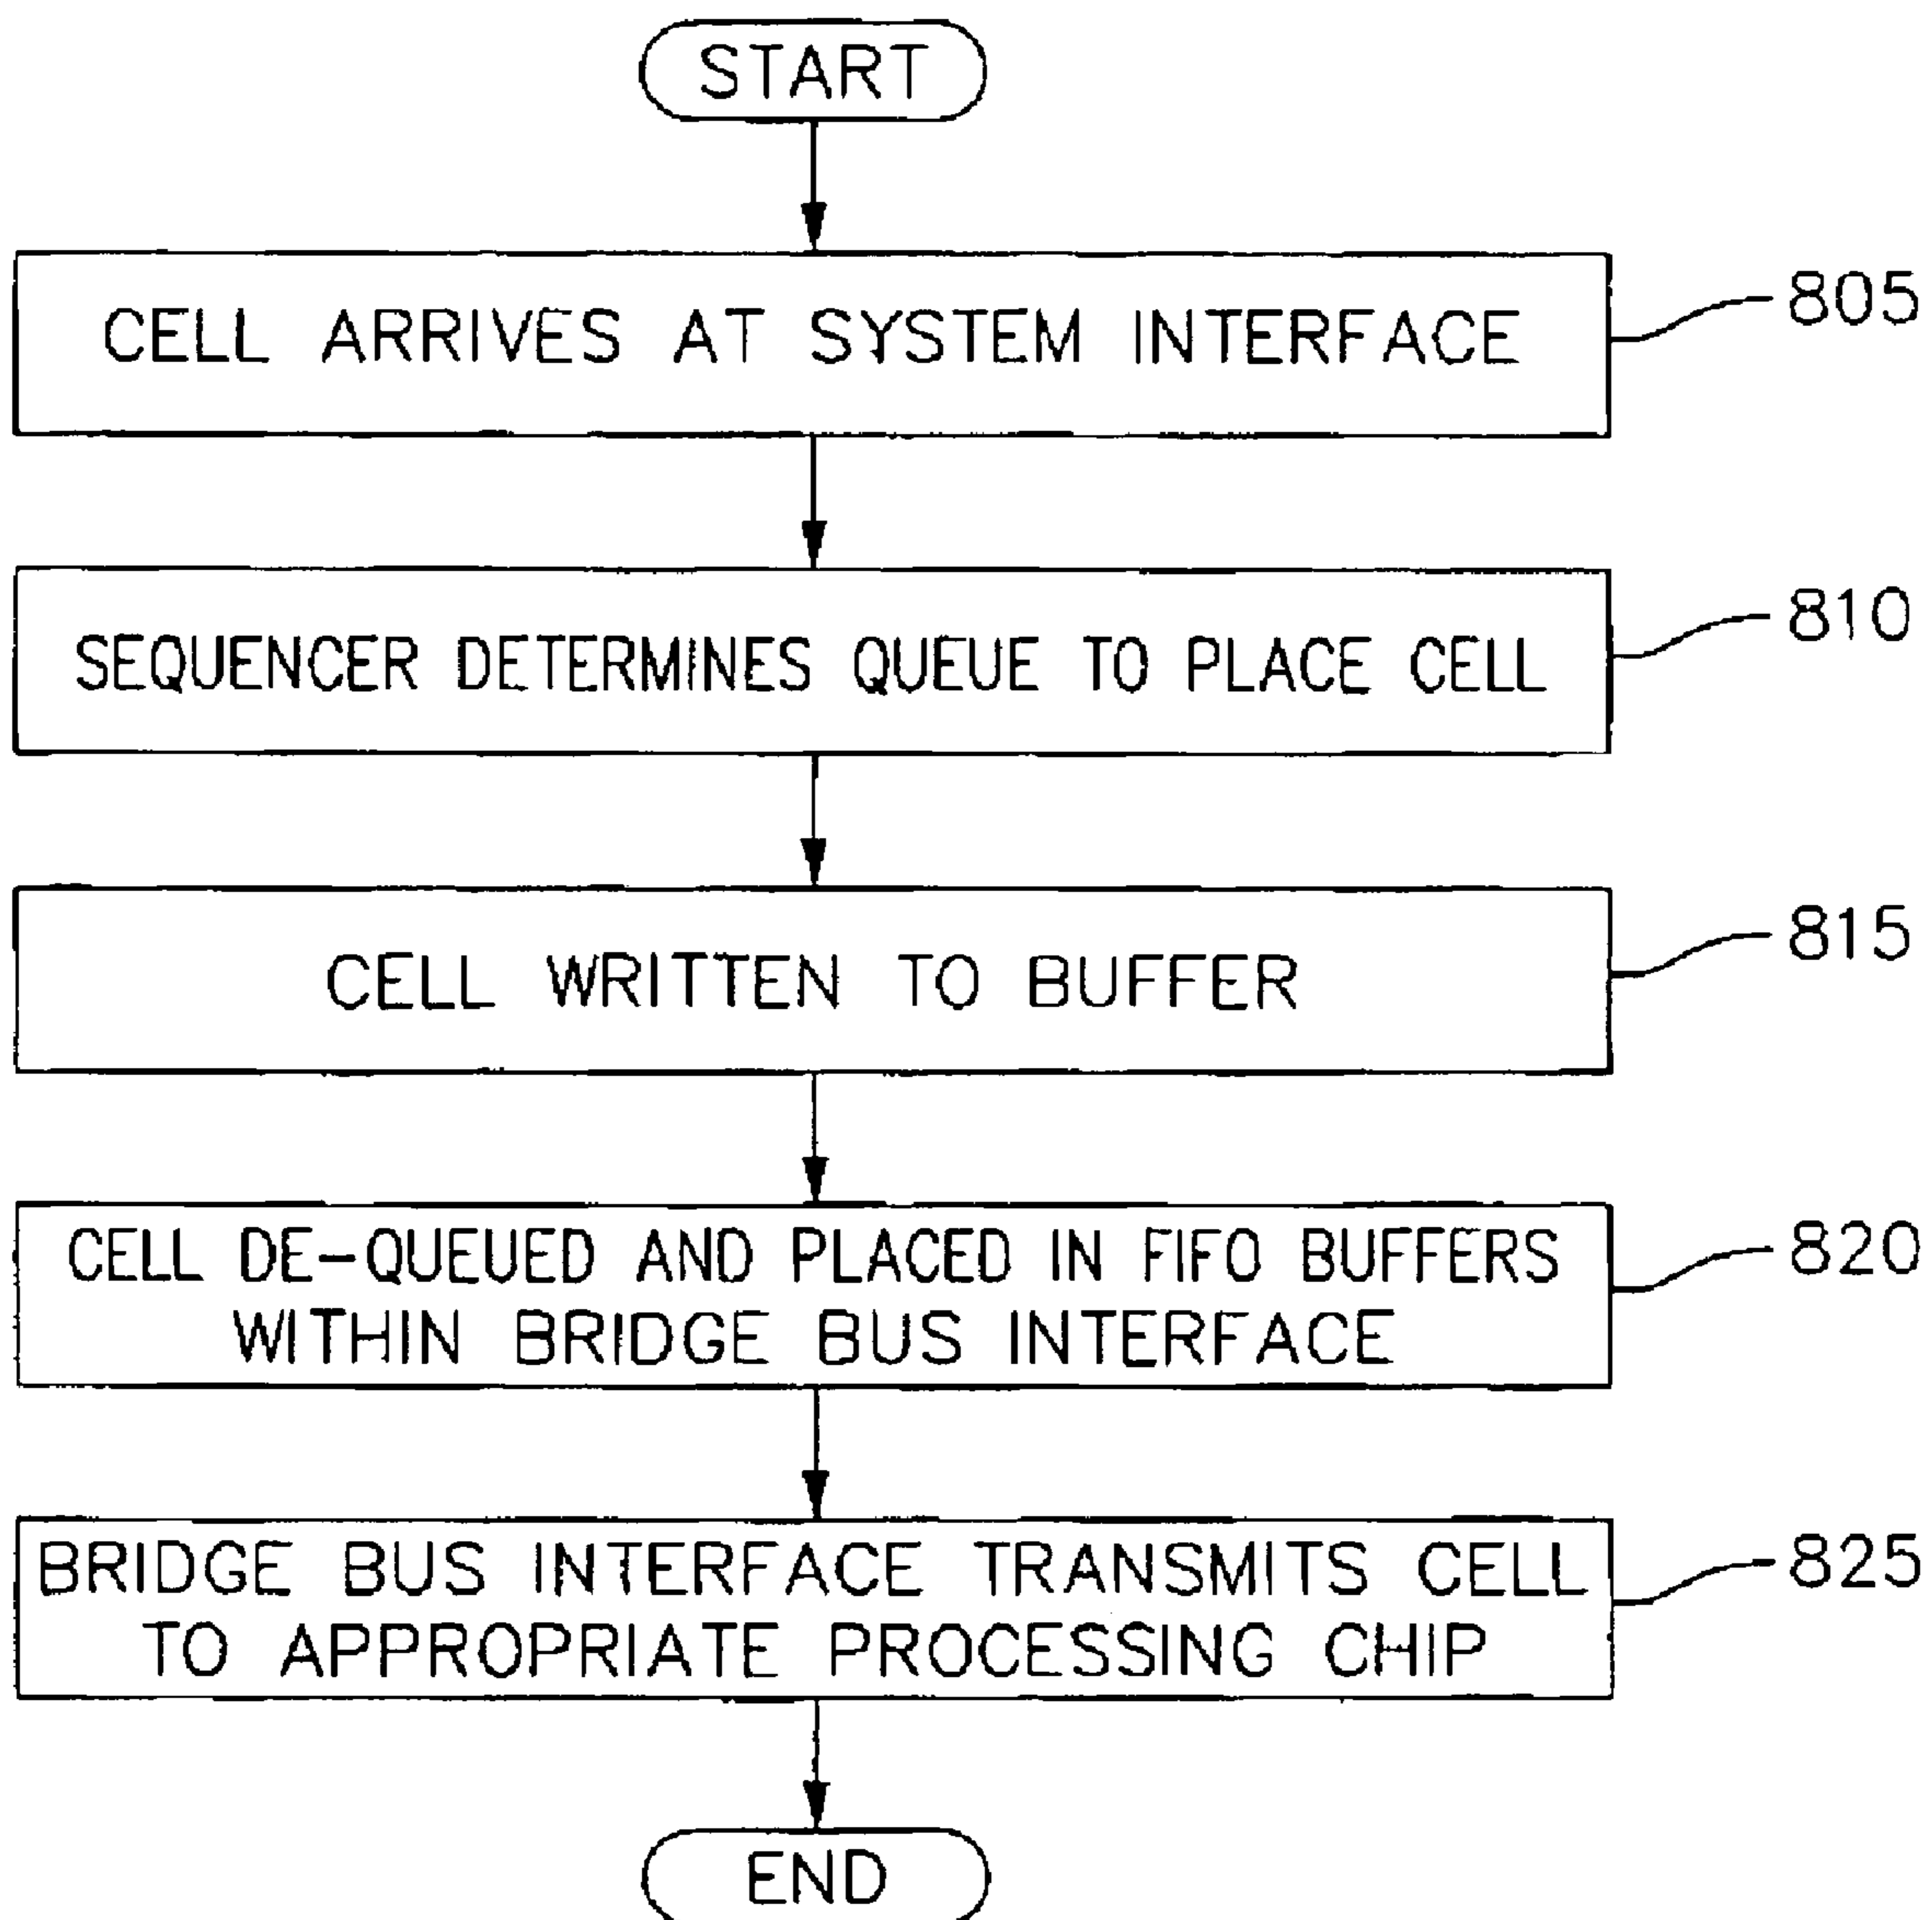 START
CELL ARRIVES AT SYSTEM INTERFACE
805
SEQUENCER DETERMINES QUEUE TO PLACE CELL
810
CELL WRITTEN TO BUFFER
815
CELL DE-QUEUED AND PLACED IN FIFO BUFFERS
WITHIN BRIDGE BUS INTERFACE
820
BRIDGE BUS INTERFACE TRANSMITS CELL
TO APPROPRIATE PROCESSING CHIP
825
END